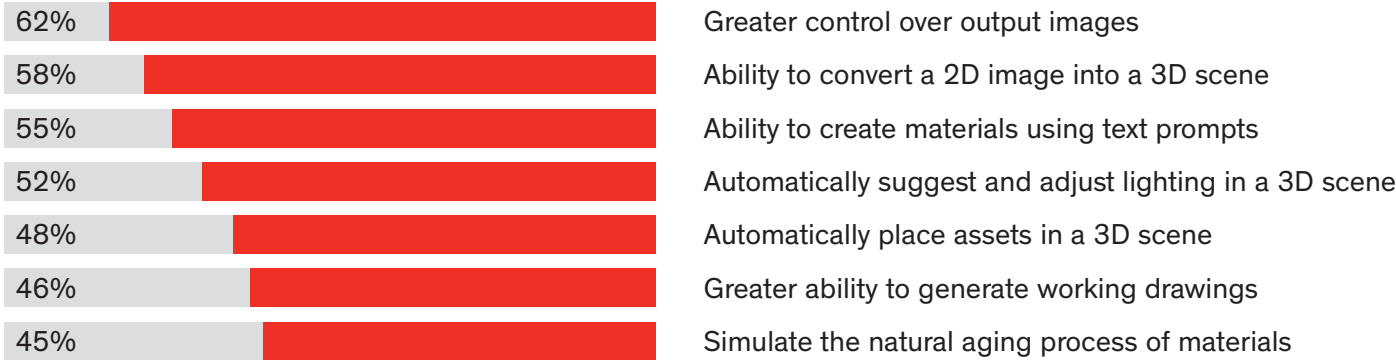 62% Greater control over output images
58% Ability to convert a 2D image into a 3D scene
55% Ability to create materials using text prompts
52% Automatically suggest and adjust lighting in a 3D scene
48% Automatically place assets in a 3D scene
46% Greater ability to generate working drawings
45% Simulate the natural aging process of materials